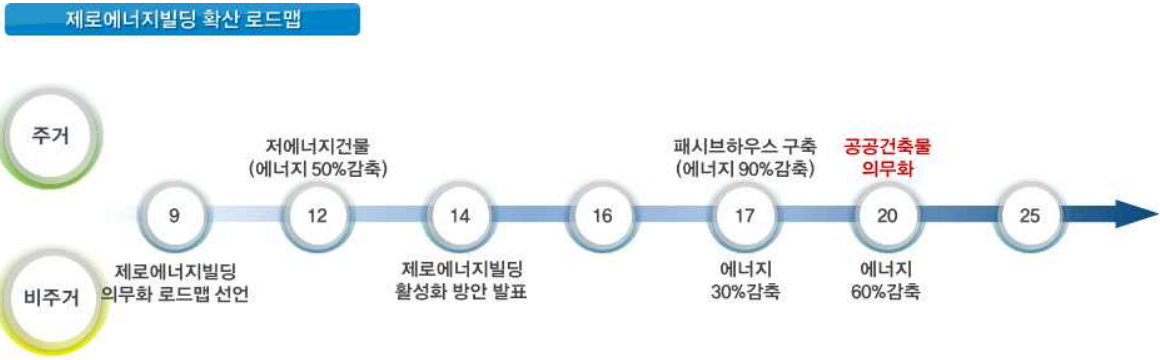 제로에너지빌딩 확산 로드맵
주거
저에너지건물
(에너지 50%감축)
패시브하우스 구축
(에너지 90%감축)
공공건축물
의무화
9
12
14
16
17
20
25
비주거
제로에너지빌딩
의무화 로드맵 선언
제로에너지빌딩
활성화 방안 발표
에너지
30%감축
에너지
60%감축